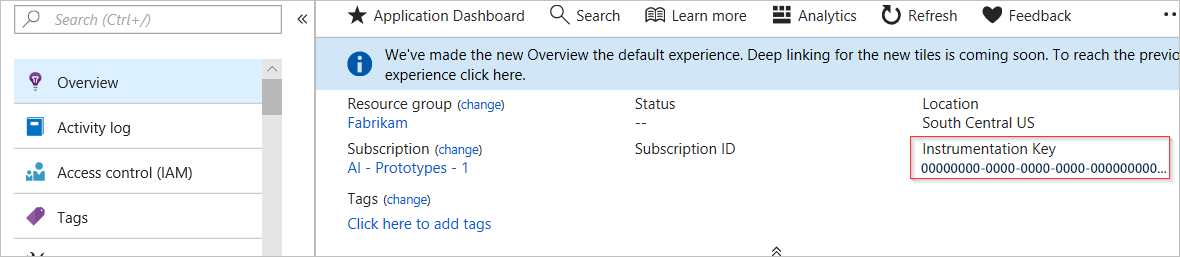 Search (Ctrl+/)
Overview
Activity log
Access control (IAM)
Tags
Application Dashboard
Search
Learn more
Analytics
Refresh
Feedback
We've made the new Overview the default experience. Deep linking for the new tiles is coming soon. To reach the previo
experience click here.
Resource group (change)
Fabrikam
Status
--
Location
South Central US
Subscription (change)
AI - Prototypes - 1
Subscription ID
Instrumentation Key
00000000-0000-0000-0000-000000000...
Tags (change)
Click here to add tags